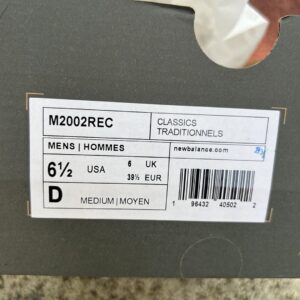 M2002REC
CLASSICS
TRADITIONNELS
MENS | HOMMES
newbalance.com
6½ USA 6 UK
39½ EUR
D MEDIUM | MOYEN
1 96432 40502 2